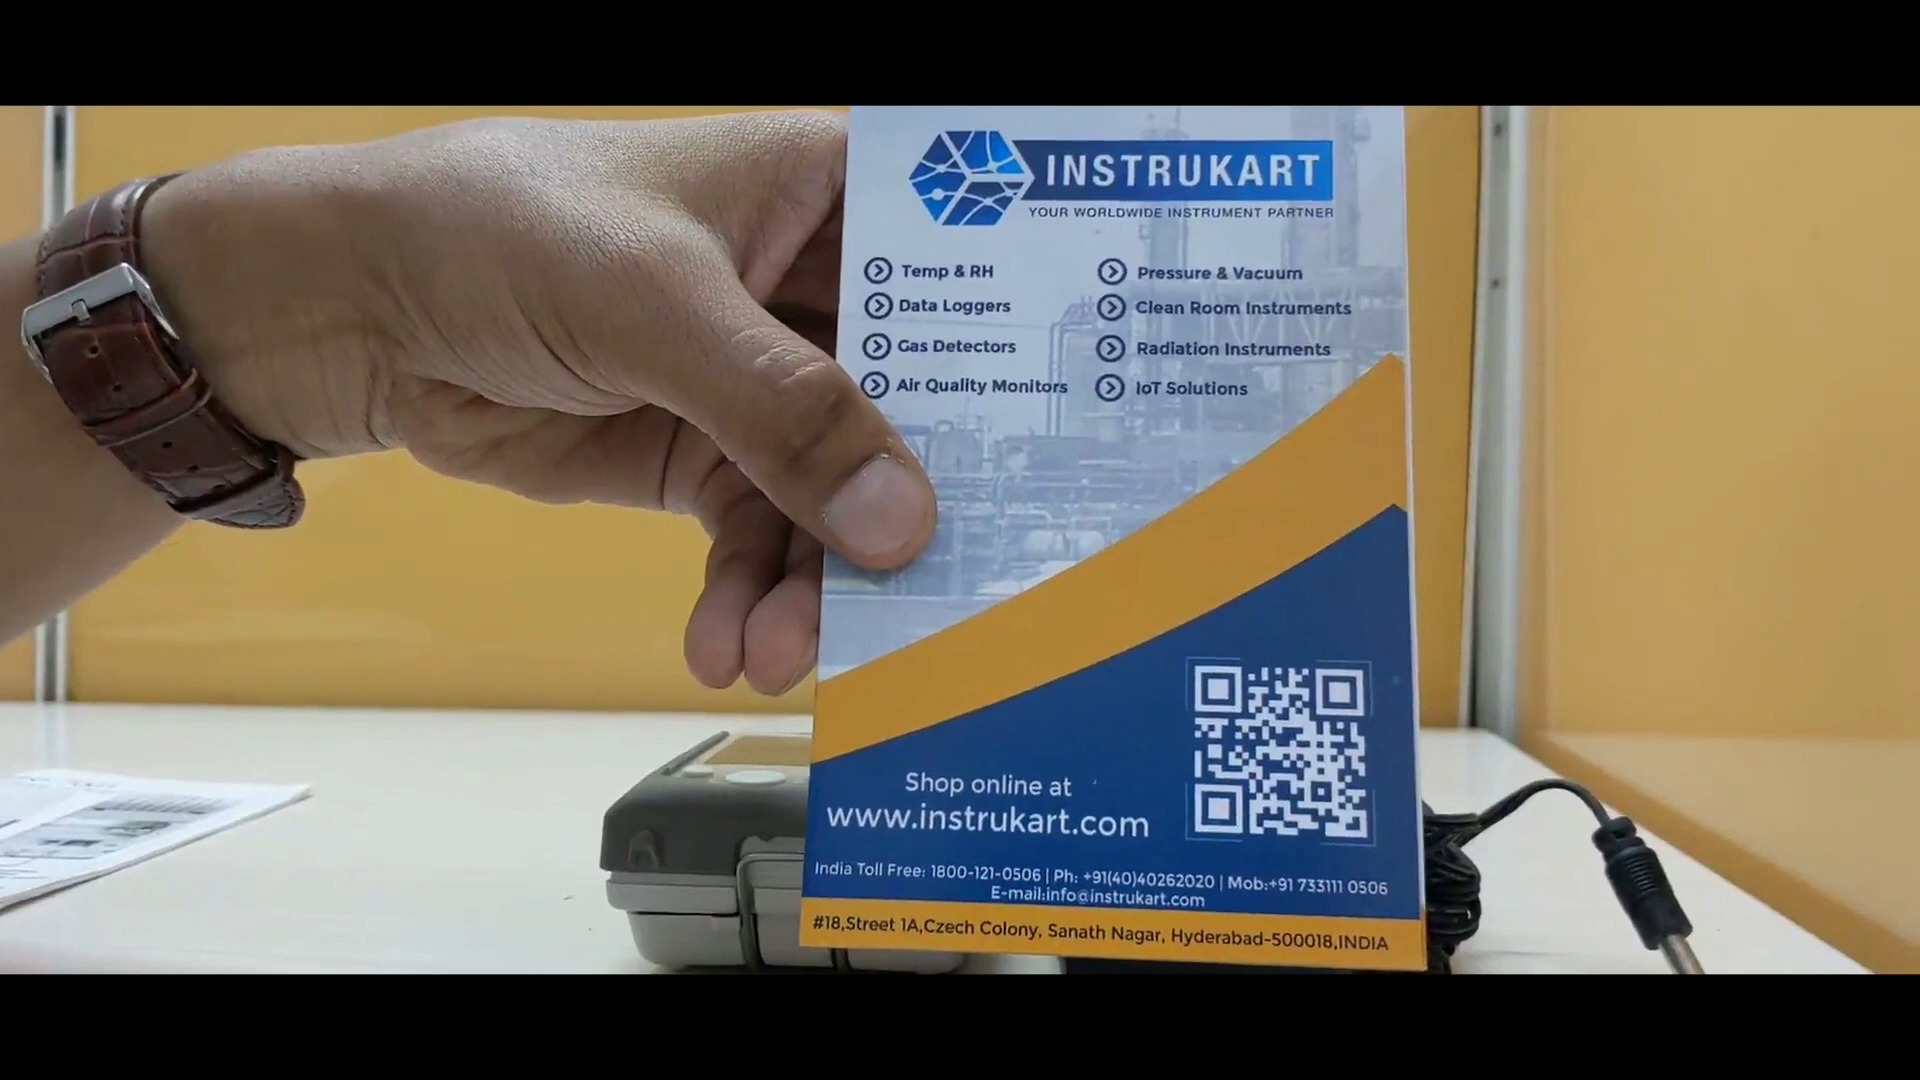 INSTRUKART
YOUR WORLDWIDE INSTRUMENT PARTNER
Temp & RH
Data Loggers
Gas Detectors
Air Quality Monitors
Pressure & Vacuum
Clean Room Instruments
Radiation Instruments
IoT Solutions
Shop online at
www.instrukart.com
India Toll Free: 1800-121-0506 | Ph: +91(40)40262020 | Mob:+91 733111 0506
E-mail:info@instrukart.com
#18,Street 1A,Czech Colony, Sanath Nagar, Hyderabad-500018,INDIA